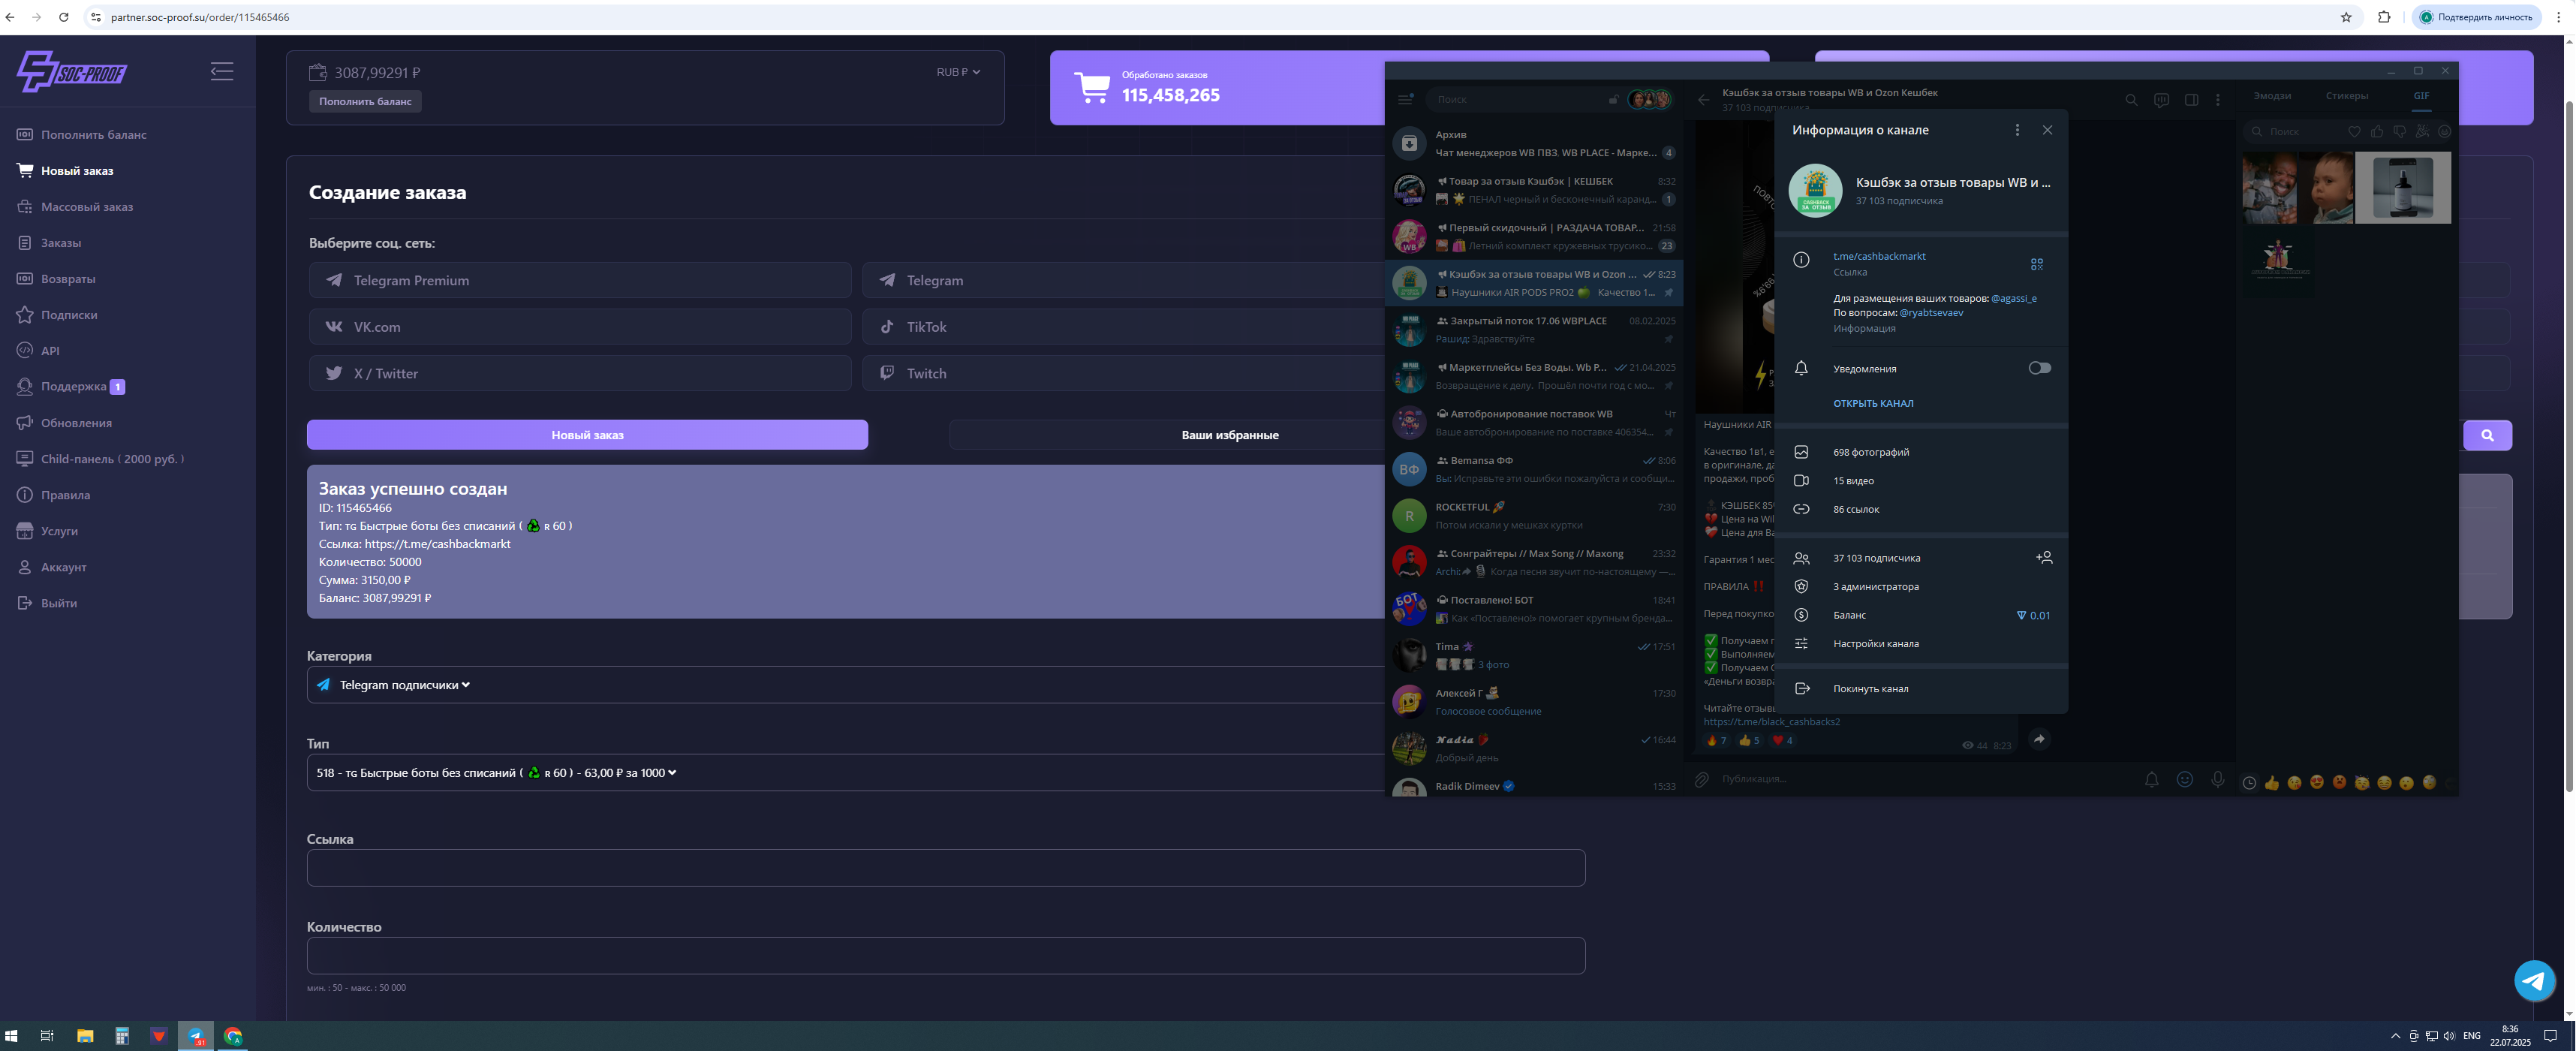 partner.soc-proof.su/order/115465466
Подтвердить личность
SOC-PROOF
Пополнить баланс
Новый заказ
Массовый заказ
Заказы
Возвраты
Подписки
API
Поддержка 1
Обновления
Child-панель ( 2000 руб. )
Правила
Услуги
Аккаунт
Выйти
3087,99291 ₽
RUB ₽
Пополнить баланс
Обработано заказов
115,458,265
Создание заказа
Выберите соц. сеть:
Telegram Premium
Telegram
VK.com
TikTok
X / Twitter
Twitch
Новый заказ
Ваши избранные
Заказ успешно создан
ID: 115465466
Тип: тɢ Быстрые боты без списаний ( ♻ ʀ 60 )
Ссылка: https://t.me/cashbackmarkt
Количество: 50000
Сумма: 3150,00 ₽
Баланс: 3087,99291 ₽
Категория
Telegram подписчики
Тип
518 - тɢ Быстрые боты без списаний ( ♻ ʀ 60 ) - 63,00 ₽ за 1000
Ссылка
Количество
мин. : 50 - макс. : 50 000
Поиск
Архив
Чат менеджеров WB ПВЗ. WB PLACE - Марке... 4
Товар за отзыв Кэшбэк | КЕШБЕК 8:32
ПЕНАЛ черный и бесконечный каранд... 1
Первый скидочный | РАЗДАЧА ТОВАР... 21:58
Летний комплект кружевных трусико... 23
Кэшбэк за отзыв товары WB и Ozon ... 8:23
Наушники AIR PODS PRO2 🍏 Качество 1...
Закрытый поток 17.06 WBPLACE 08.02.2025
Рашид: Здравствуйте
Маркетплейсы Без Воды. Wb P... 21.04.2025
Возвращение к делу. Прошёл почти год с мо...
Автобронирование поставок WB Чт
Ваше автобронирование по поставке 406354...
ВФ
Bemansa ФФ 8:06
Вы: Исправьте эти ошибки пожалуйста и сообщи...
R
ROCKETFUL 🚀 7:30
Потом искали у мешках куртки
Сонграйтеры // Max Song // Maxong 23:32
Archi: Когда песня звучит по-настоящему —...
БОТ
Поставлено! БОТ 18:41
Как «Поставлено!» помогает крупным бренда...
Tima 17:51
3 фото
Алексей Г 17:30
Голосовое сообщение
𝓝𝓪𝓭𝓲𝓪 🍓 16:44
Добрый день
Radik Dimeev 15:33
Кэшбэк за отзыв товары WB и Ozon Кешбек
37 103 подписчика
Наушники AIR
Качество 1в1, е
в оригинале, да
продажи, проб
КЭШБЕК 85%
Цена на Wil
Цена для Ва
Гарантия 1 мес
ПРАВИЛА ‼️
Перед покупко
✅ Получаем п
✅ Выполняем
✅ Получаем С
«Деньги возвра
Читайте отзывы
https://t.me/black_cashbacks2
🔥 7 👍 5 ❤ 4
44 8:23
Публикация...
Информация о канале
CASHBACK
ЗА ОТЗЫВ
Кэшбэк за отзыв товары WB и ...
37 103 подписчика
t.me/cashbackmarkt
Ссылка
Для размещения ваших товаров: @agassi_e
По вопросам: @ryabtsevaev
Информация
Уведомления
ОТКРЫТЬ КАНАЛ
698 фотографий
15 видео
86 ссылок
37 103 подписчика
3 администратора
Баланс 0.01
Настройки канала
Покинуть канал
Эмодзи
Стикеры
GIF
Поиск
ENG
8:36
22.07.2025